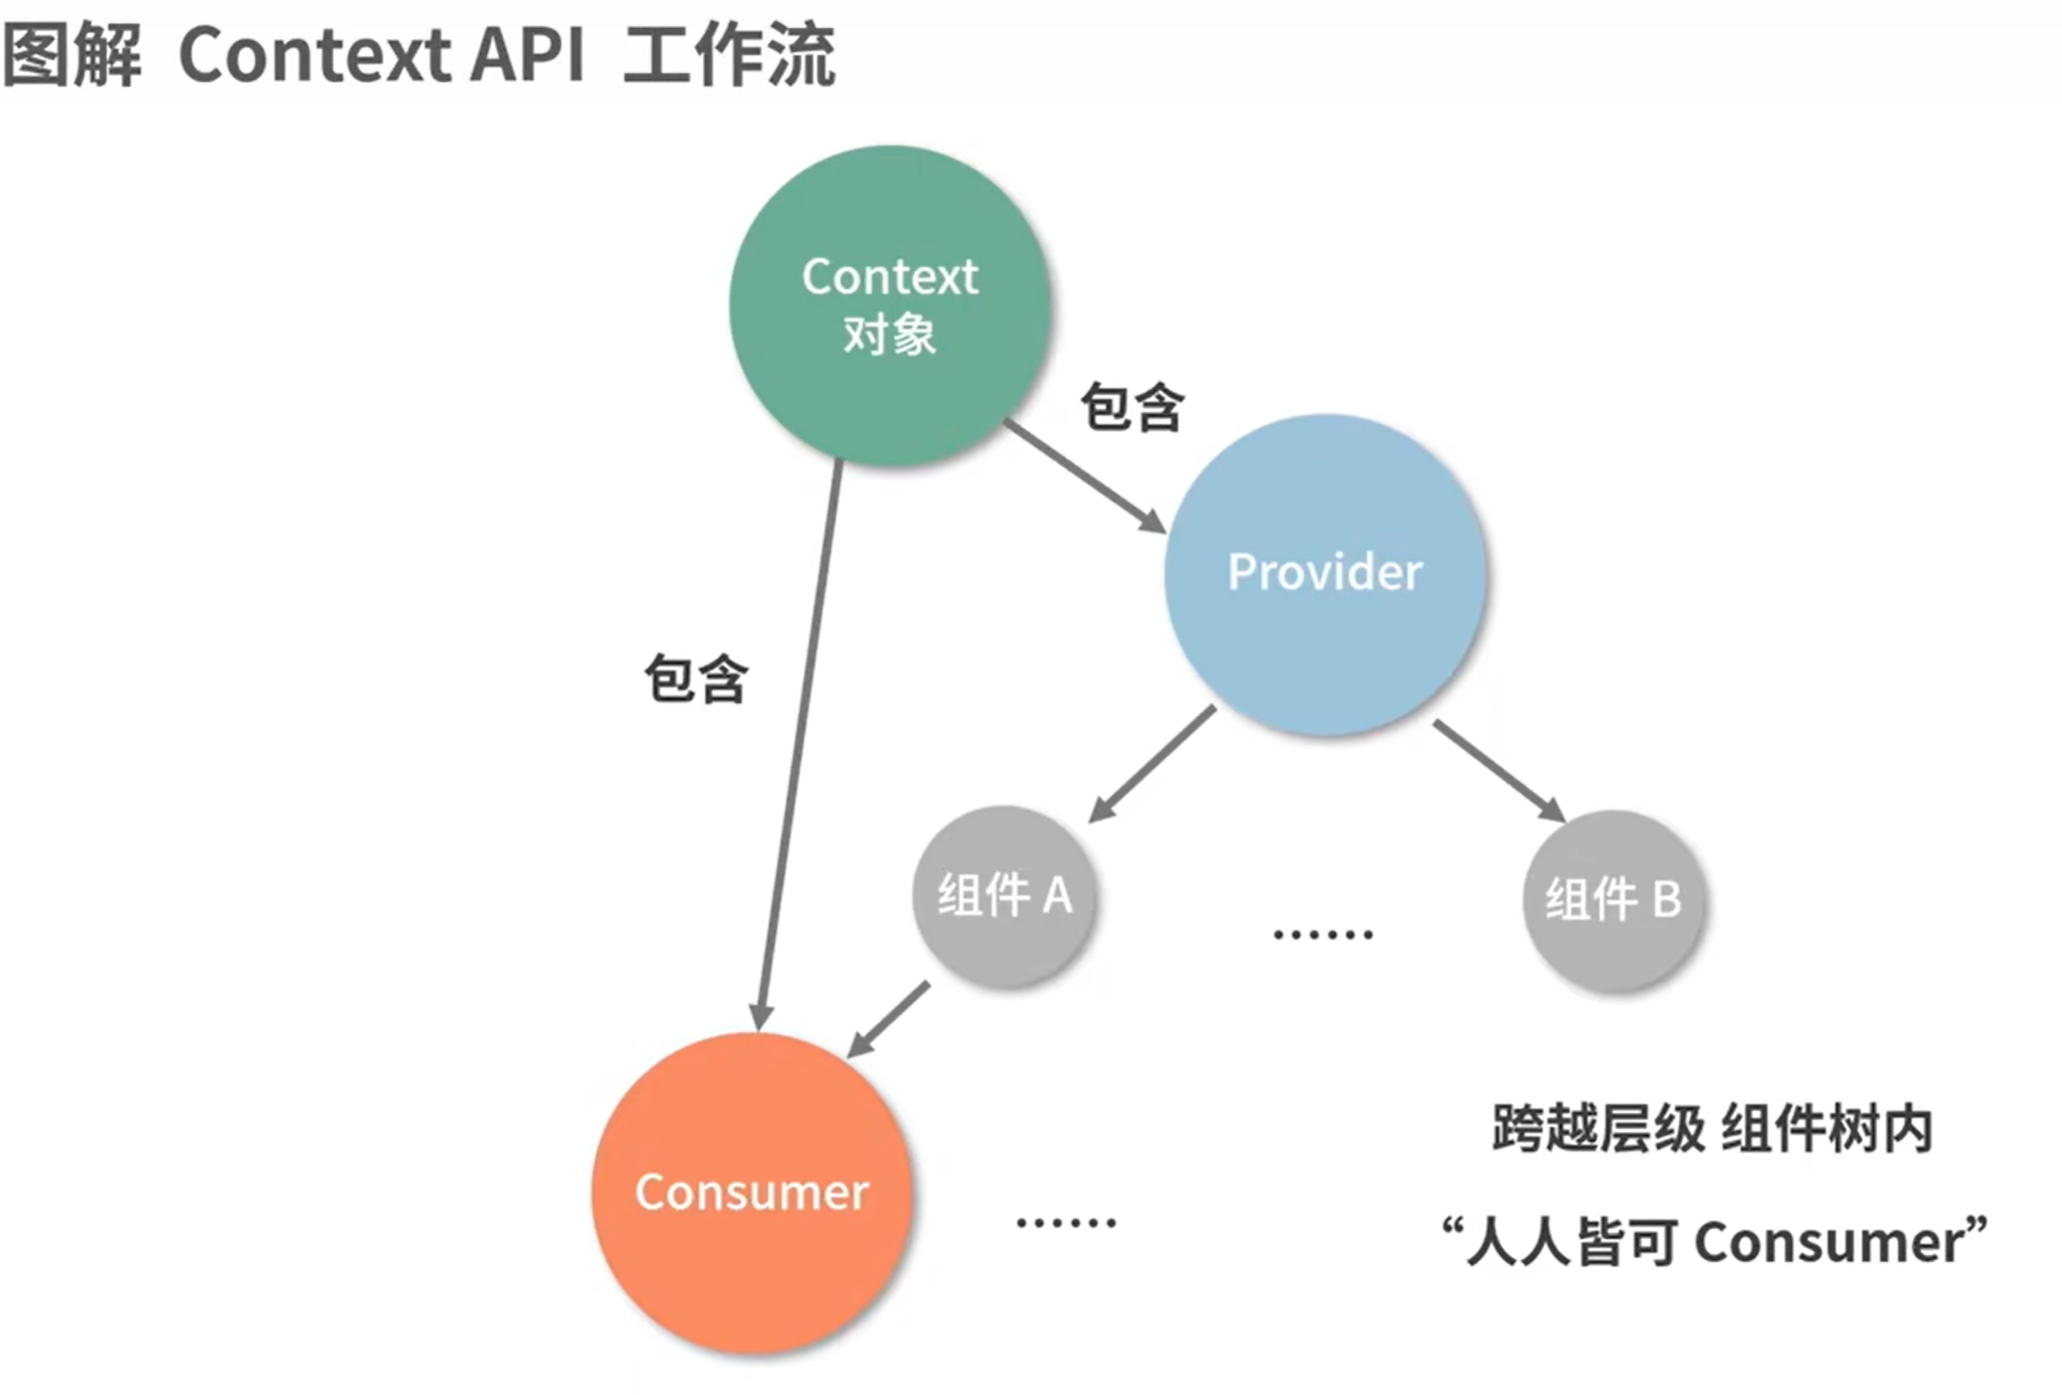 图解 Context API 工作流
Context
对象
包含
Provider
包含
组件 A
......
组件 B
Consumer
......
跨越层级 组件树内
“人人皆可 Consumer”